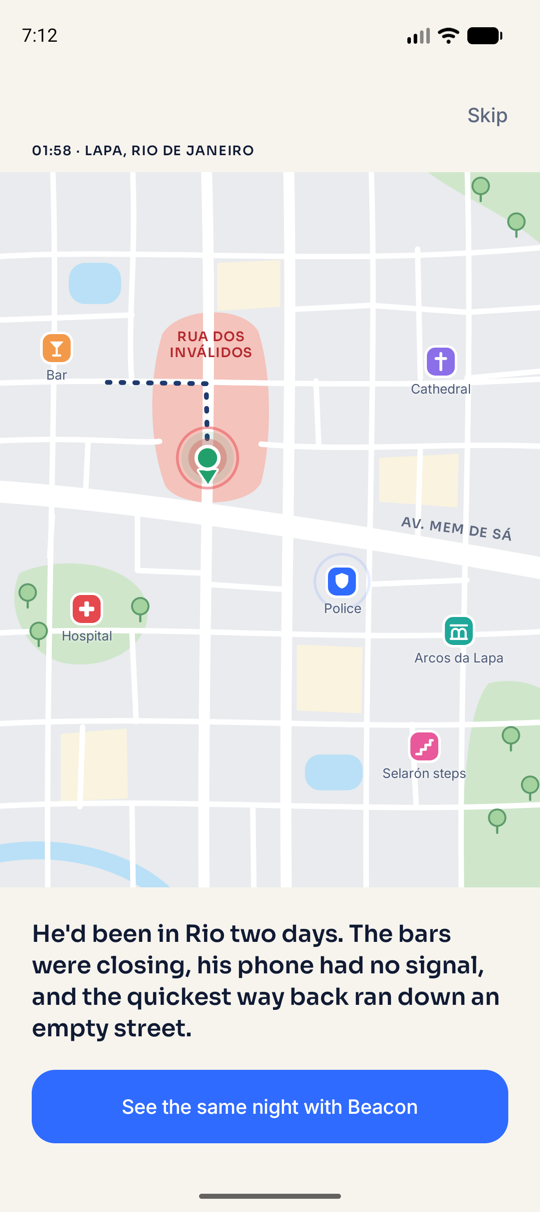 7:12
Skip
01:58 · LAPA, RIO DE JANEIRO
RUA DOS
INVÁLIDOS
Bar
Cathedral
AV. MEM DE SÁ
Police
Hospital
Arcos da Lapa
Selarón steps
He'd been in Rio two days. The bars
were closing, his phone had no signal,
and the quickest way back ran down an
empty street.
See the same night with Beacon